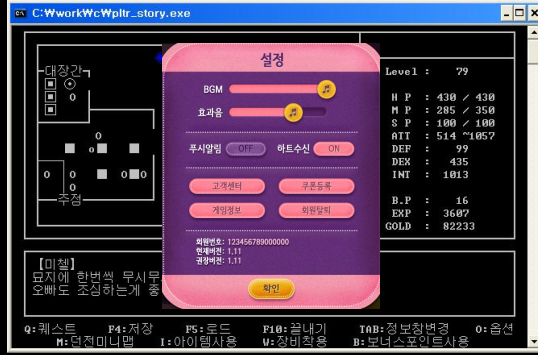 C:₩work₩c₩pltr_story.exe
설정
BGM
효과음
푸시알림 OFF 하트수신 ON
고객센터 쿠폰등록
게임정보 회원탈퇴
회원번호: 123456789000000
현재버전: 1.11
권장버전: 1.11
확인
대장간
주점
Level : 79
H P : 430 / 430
M P : 285 / 350
S P : 100 / 100
ATT : 514 ~1057
DEF : 99
DEX : 435
INT : 1013
B.P : 16
EXP : 3607
GOLD : 82233
[미첼]
묘지에 한번씩 무시무
오빠도 조심하는게 좋
Q:퀘스트 F4:저장 F5:로드 F10:끝내기 TAB:정보창변경 O:옵션
M:던전미니맵 I:아이템사용 W:장비착용 B:보너스포인트사용